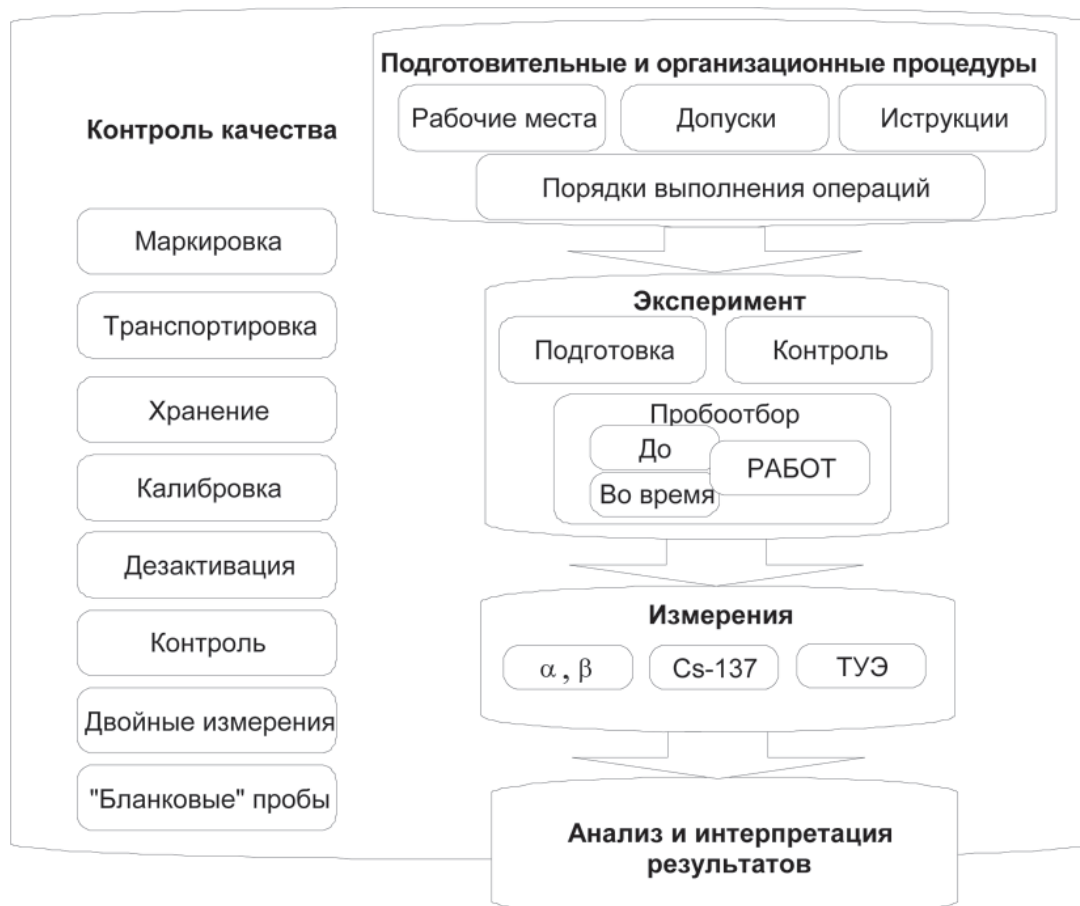 Подготовительные и организационные процедуры
Рабочие места
Допуски
Иструкции
Порядки выполнения операций
Контроль качества
Маркировка
Транспортировка
Хранение
Калибровка
Дезактивация
Контроль
Двойные измерения
"Бланковые" пробы
Эксперимент
Подготовка
Контроль
Пробоотбор
До
Во время
РАБОТ
Измерения
α , β
Cs-137
ТУЭ
Анализ и интерпретация
результатов